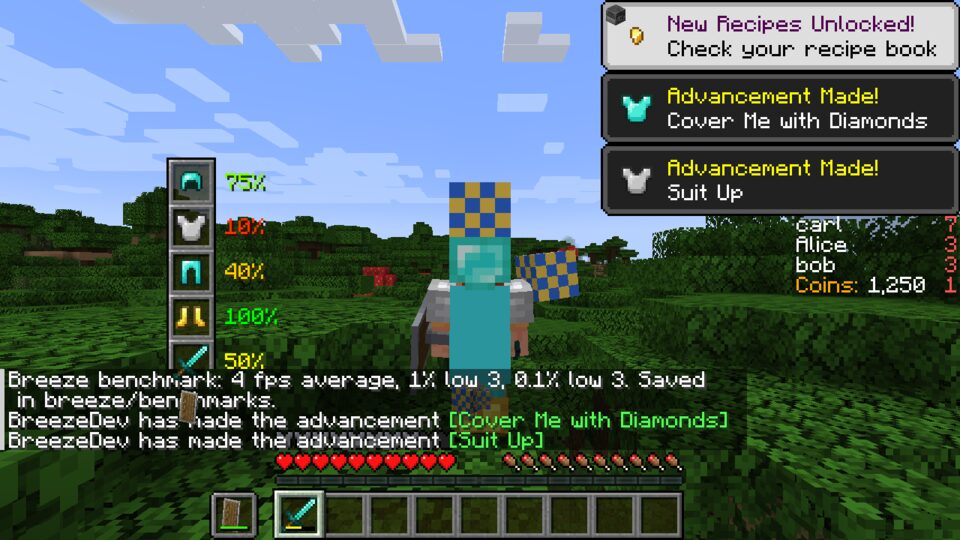 New Recipes Unlocked!
Check your recipe book
Advancement Made!
Cover Me with Diamonds
Advancement Made!
Suit Up
75%
10%
40%
100%
50%
carl 7
Alice 3
bob 3
Coins: 1,250 1
Breeze benchmark: 4 fps average, 1% low 3, 0.1% low 3. Saved
in breeze/benchmarks.
BreezeDev has made the advancement [Cover Me with Diamonds]
BreezeDev has made the advancement [Suit Up]